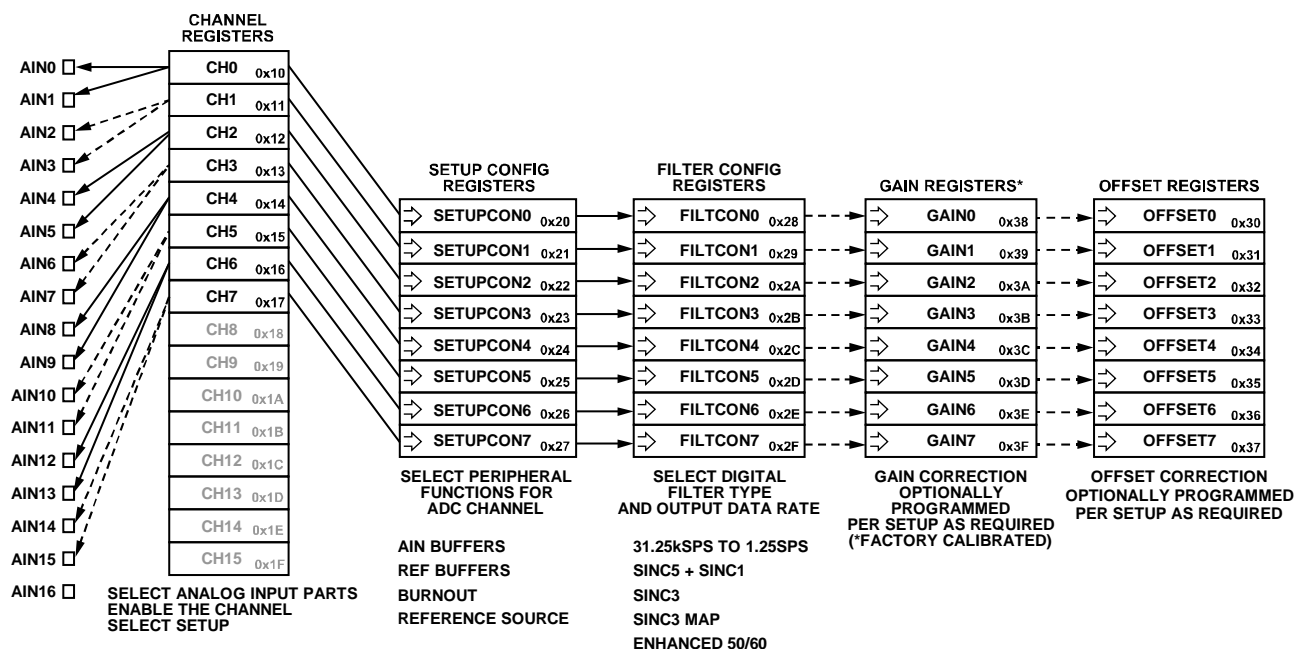 CHANNEL
REGISTERS
AIN0
AIN1
AIN2
AIN3
AIN4
AIN5
AIN6
AIN7
AIN8
AIN9
AIN10
AIN11
AIN12
AIN13
AIN14
AIN15
AIN16
CH0 0x10
CH1 0x11
CH2 0x12
CH3 0x13
CH4 0x14
CH5 0x15
CH6 0x16
CH7 0x17
CH8 0x18
CH9 0x19
CH10 0x1A
CH11 0x1B
CH12 0x1C
CH13 0x1D
CH14 0x1E
CH15 0x1F
SELECT ANALOG INPUT PARTS
ENABLE THE CHANNEL
SELECT SETUP
SETUP CONFIG
REGISTERS
SETUPCON0 0x20
SETUPCON1 0x21
SETUPCON2 0x22
SETUPCON3 0x23
SETUPCON4 0x24
SETUPCON5 0x25
SETUPCON6 0x26
SETUPCON7 0x27
SELECT PERIPHERAL
FUNCTIONS FOR
ADC CHANNEL
AIN BUFFERS
REF BUFFERS
BURNOUT
REFERENCE SOURCE
FILTER CONFIG
REGISTERS
FILTCON0 0x28
FILTCON1 0x29
FILTCON2 0x2A
FILTCON3 0x2B
FILTCON4 0x2C
FILTCON5 0x2D
FILTCON6 0x2E
FILTCON7 0x2F
SELECT DIGITAL
FILTER TYPE
AND OUTPUT DATA RATE
31.25kSPS TO 1.25SPS
SINC5 + SINC1
SINC3
SINC3 MAP
ENHANCED 50/60
GAIN REGISTERS*
GAIN0 0x38
GAIN1 0x39
GAIN2 0x3A
GAIN3 0x3B
GAIN4 0x3C
GAIN5 0x3D
GAIN6 0x3E
GAIN7 0x3F
GAIN CORRECTION
OPTIONALLY
PROGRAMMED
PER SETUP AS REQUIRED
(*FACTORY CALIBRATED)
OFFSET REGISTERS
OFFSET0 0x30
OFFSET1 0x31
OFFSET2 0x32
OFFSET3 0x33
OFFSET4 0x34
OFFSET5 0x35
OFFSET6 0x36
OFFSET7 0x37
OFFSET CORRECTION
OPTIONALLY PROGRAMMED
PER SETUP AS REQUIRED